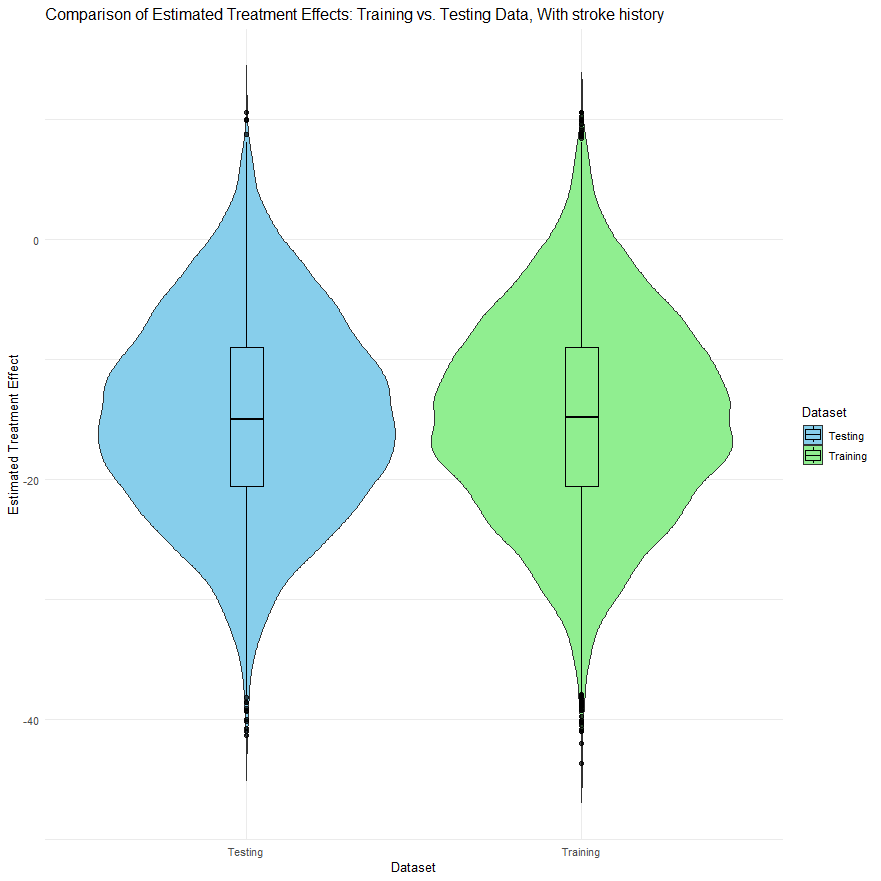 Comparison of Estimated Treatment Effects: Training vs. Testing Data, With stroke history
Estimated Treatment Effect
0
-20
-40
Testing
Training
Dataset
Dataset
Testing
Training